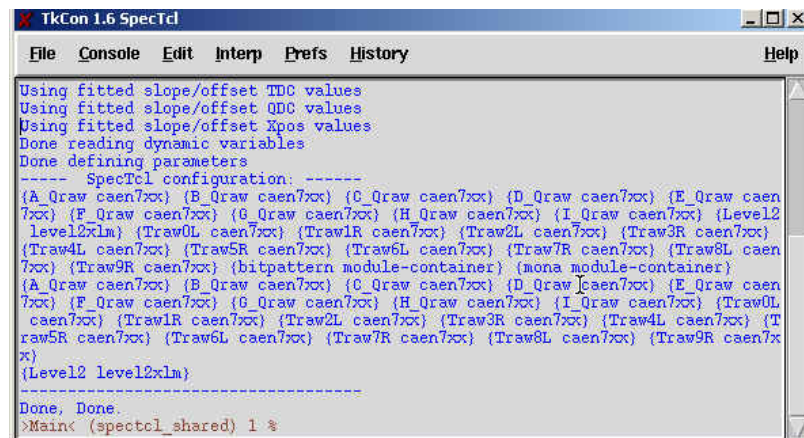 TkCon 1.6 SpecTcl
File Console Edit Interp Prefs History Help
Using fitted slope/offset TDC values
Using fitted slope/offset QDC values
Using fitted slope/offset Xpos values
Done reading dynamic variables
Done defining parameters
----- SpecTcl configuration: ------
{A_Qraw caen7xx} {B_Qraw caen7xx} {C_Qraw caen7xx} {D_Qraw caen7xx} {E_Qraw caen
7xx} {F_Qraw caen7xx} {G_Qraw caen7xx} {H_Qraw caen7xx} {I_Qraw caen7xx} {Level2
level2xlm} {Traw0L caen7xx} {Traw1R caen7xx} {Traw2L caen7xx} {Traw3R caen7xx}
{Traw4L caen7xx} {Traw5R caen7xx} {Traw6L caen7xx} {Traw7R caen7xx} {Traw8L caen
7xx} {Traw9R caen7xx} {bitpattern module-container} {mona module-container}
{A_Qraw caen7xx} {B_Qraw caen7xx} {C_Qraw caen7xx} {D_Qraw caen7xx} {E_Qraw caen
7xx} {F_Qraw caen7xx} {G_Qraw caen7xx} {H_Qraw caen7xx} {I_Qraw caen7xx} {Traw0L
caen7xx} {Traw1R caen7xx} {Traw2L caen7xx} {Traw3R caen7xx} {Traw4L caen7xx} {T
raw5R caen7xx} {Traw6L caen7xx} {Traw7R caen7xx} {Traw8L caen7xx} {Traw9R caen7x
x}
{Level2 level2xlm}
--------------------------------------
Done, Done.
>Main< (spectcl_shared) 1 %